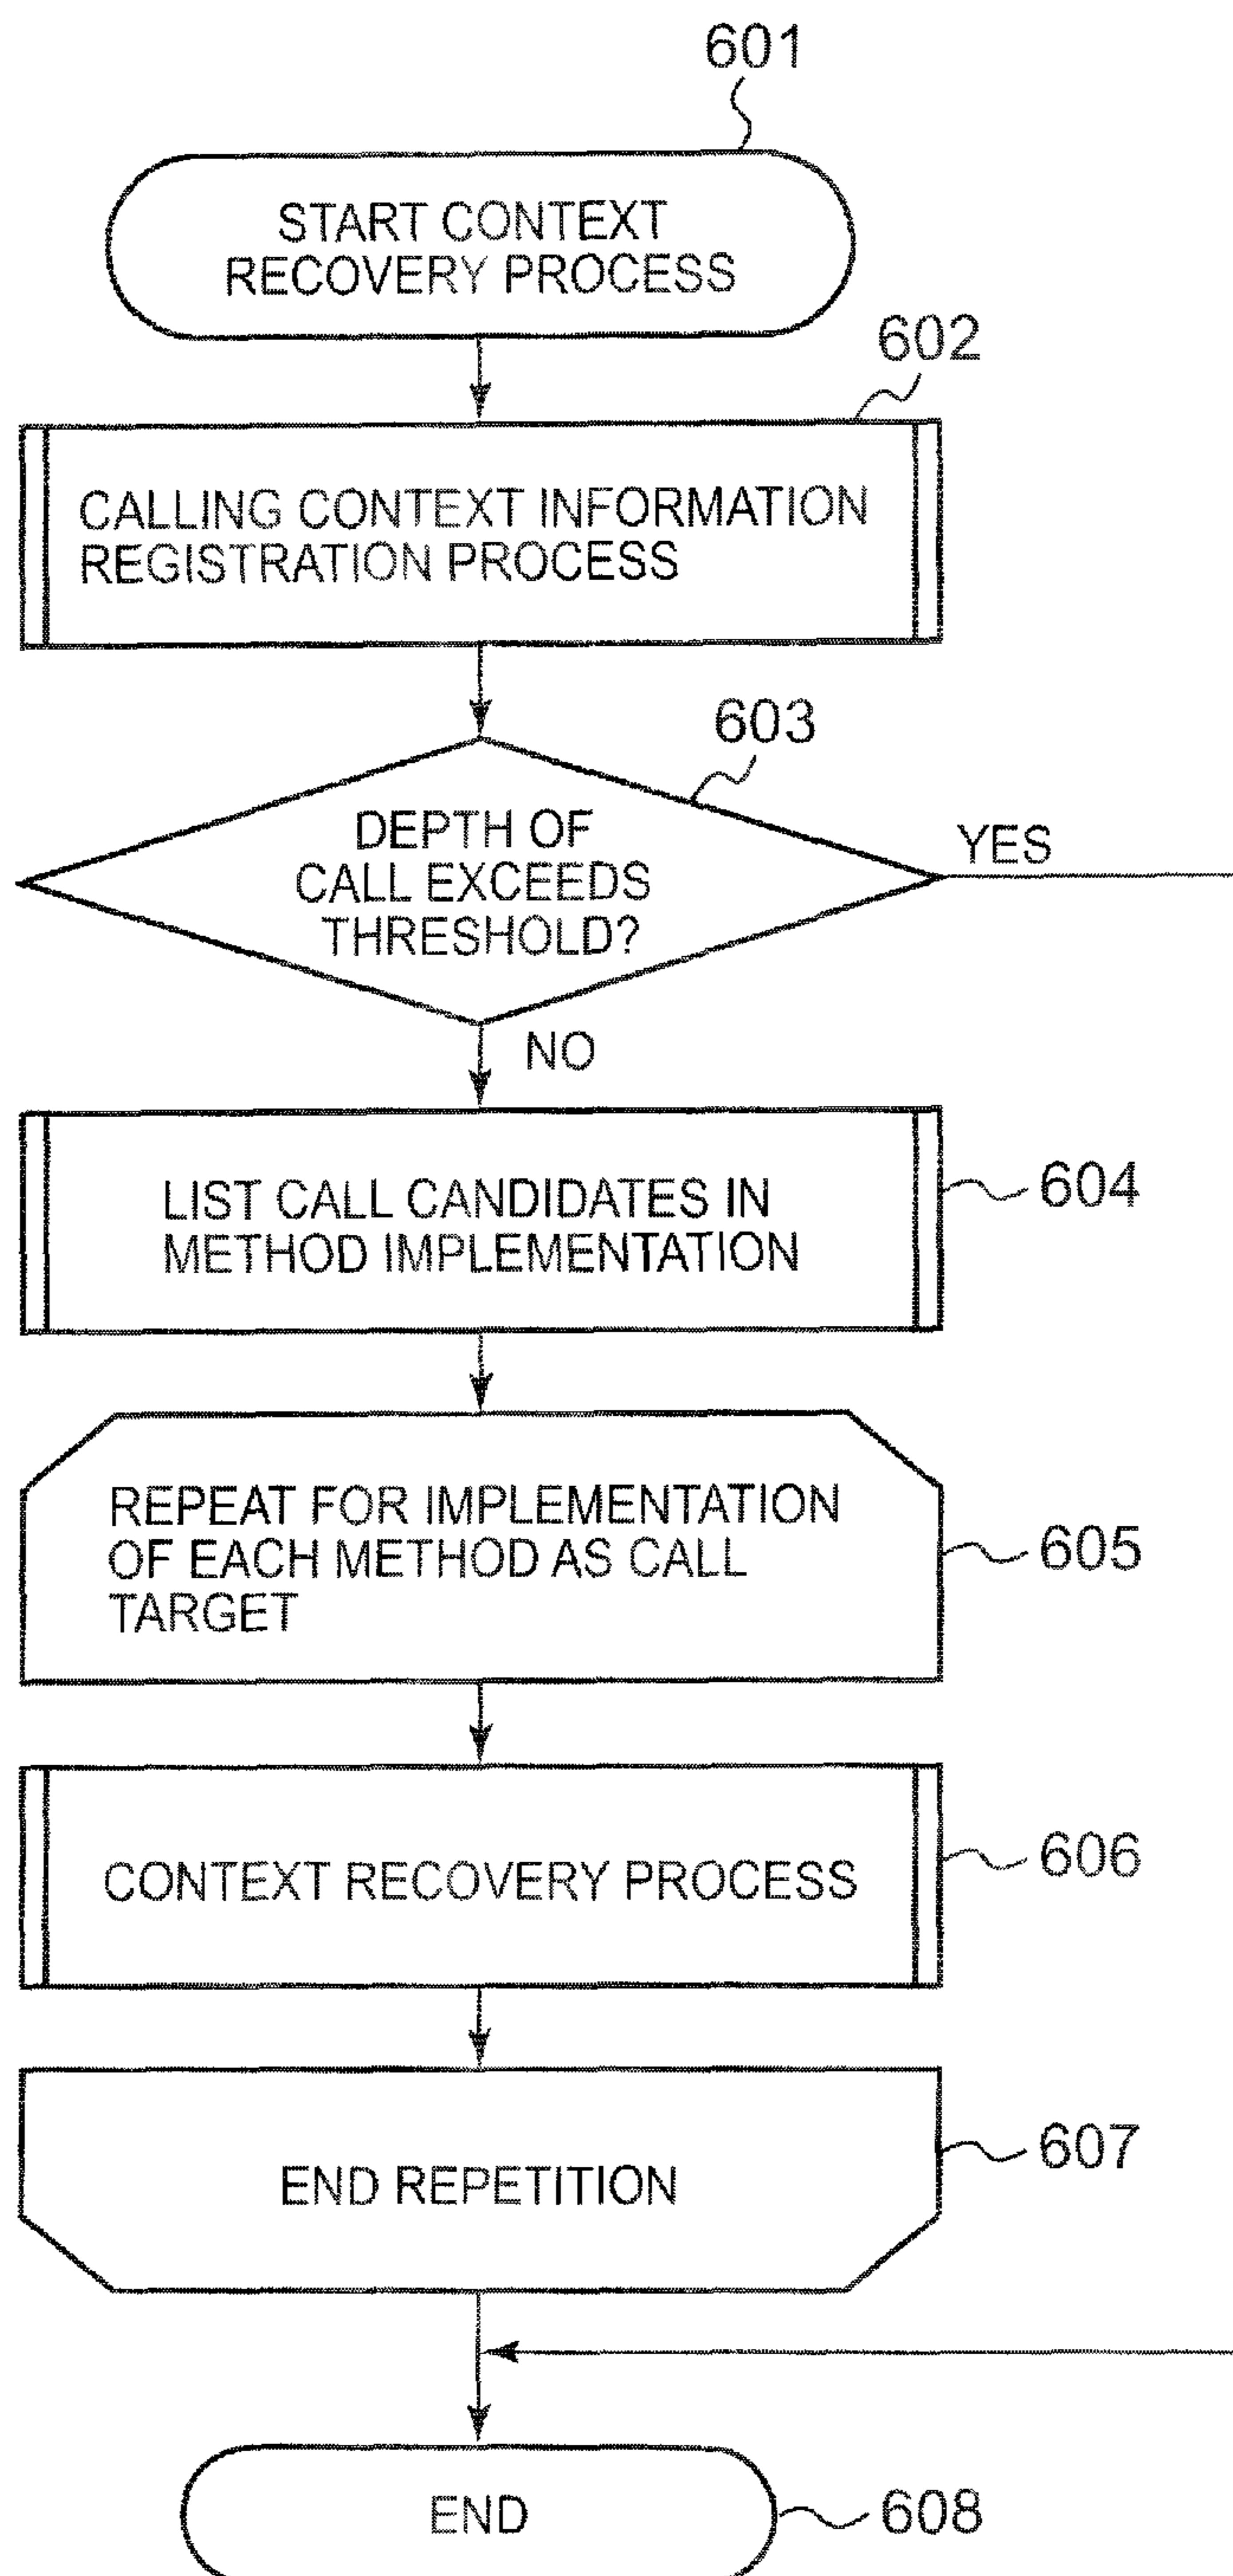 601
START CONTEXT
RECOVERY PROCESS
602
CALLING CONTEXT INFORMATION
REGISTRATION PROCESS
603
DEPTH OF
CALL EXCEEDS
THRESHOLD?
YES
NO
LIST CALL CANDIDATES IN
METHOD IMPLEMENTATION
604
REPEAT FOR IMPLEMENTATION
OF EACH METHOD AS CALL
TARGET
605
CONTEXT RECOVERY PROCESS
606
END REPETITION
607
END
608